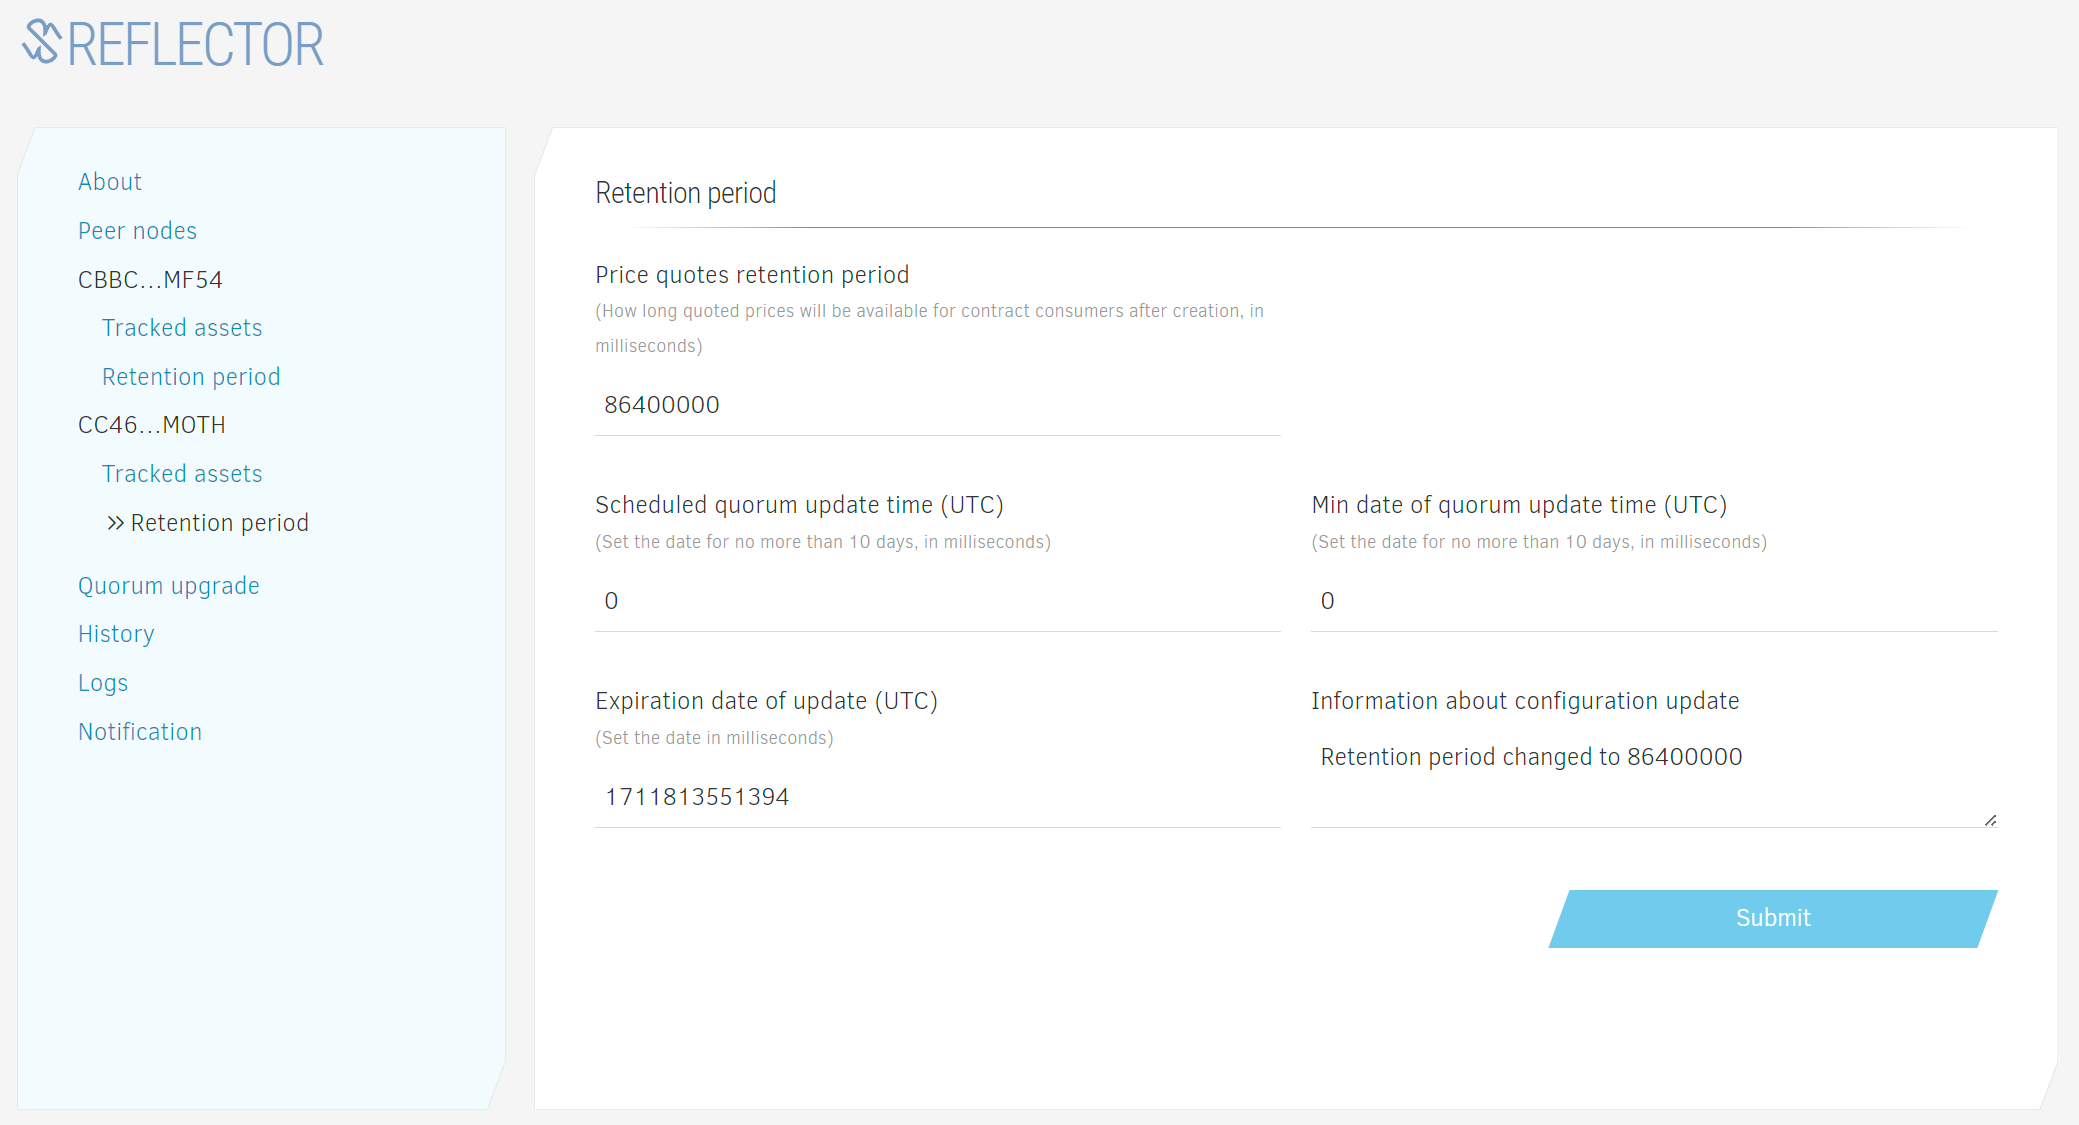 REFLECTOR
About
Peer nodes
CBBC...MF54
Tracked assets
Retention period
CC46...MOTH
Tracked assets
Retention period
Quorum upgrade
History
Logs
Notification
Retention period
Price quotes retention period
(How long quoted prices will be available for contract consumers after creation, in
milliseconds)
86400000
Scheduled quorum update time (UTC)
(Set the date for no more than 10 days, in milliseconds)
0
Min date of quorum update time (UTC)
(Set the date for no more than 10 days, in milliseconds)
0
Expiration date of update (UTC)
(Set the date in milliseconds)
1711813551394
Information about configuration update
Retention period changed to 86400000
Submit